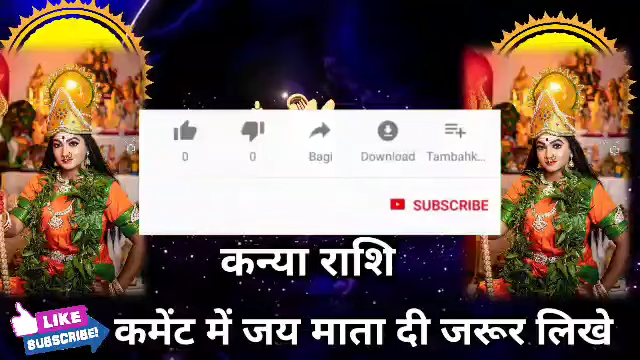 0 0 Bagi Download Tambahk...
SUBSCRIBE
कन्या राशि
LIKE
SUBSCRIBE!
कमेंट में जय माता दी जरूर लिखे